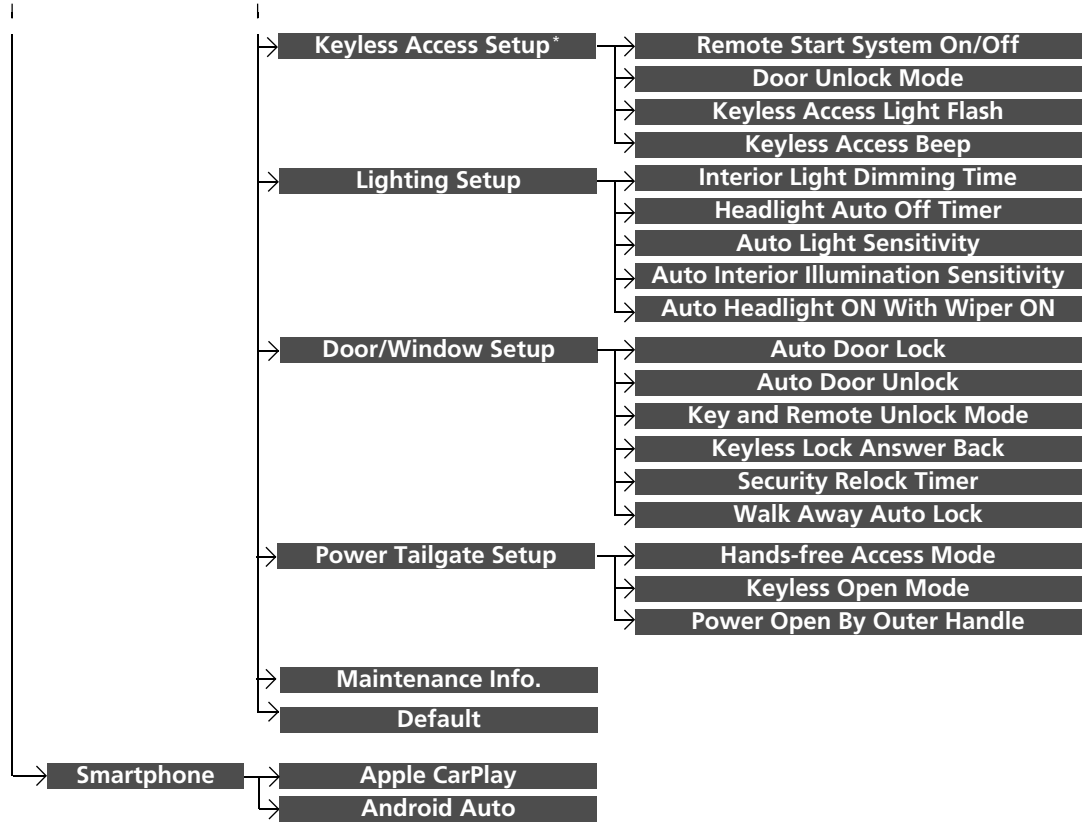 Keyless Access Setup*
Remote Start System On/Off
Door Unlock Mode
Keyless Access Light Flash
Keyless Access Beep
Lighting Setup
Interior Light Dimming Time
Headlight Auto Off Timer
Auto Light Sensitivity
Auto Interior Illumination Sensitivity
Auto Headlight ON With Wiper ON
Door/Window Setup
Auto Door Lock
Auto Door Unlock
Key and Remote Unlock Mode
Keyless Lock Answer Back
Security Relock Timer
Walk Away Auto Lock
Power Tailgate Setup
Hands-free Access Mode
Keyless Open Mode
Power Open By Outer Handle
Maintenance Info.
Default
Smartphone
Apple CarPlay
Android Auto